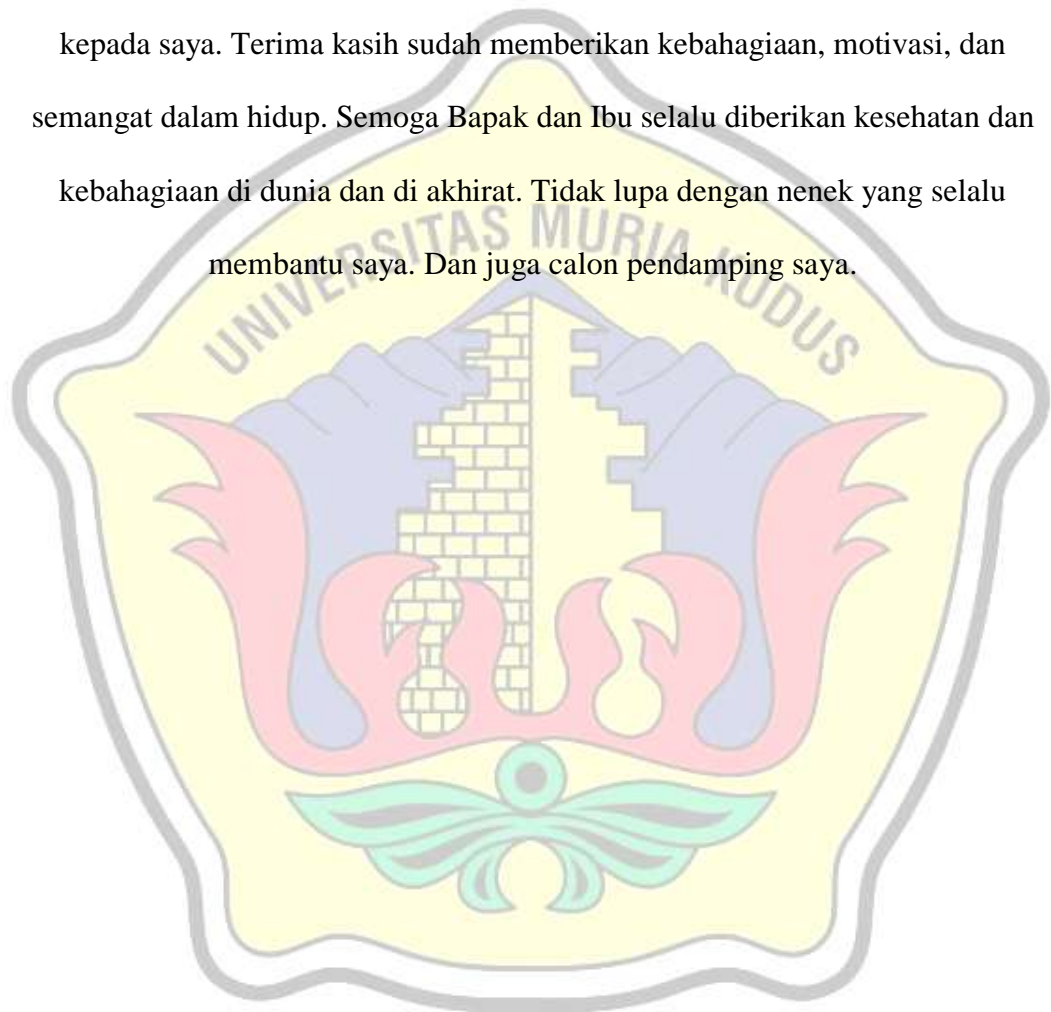 kepada saya. Terima kasih sudah memberikan kebahagiaan, motivasi, dan
semangat dalam hidup. Semoga Bapak dan Ibu selalu diberikan kesehatan dan
kebahagiaan di dunia dan di akhirat. Tidak lupa dengan nenek yang selalu
membantu saya. Dan juga calon pendamping saya.
UNIVERSITAS MURIA KUDUS